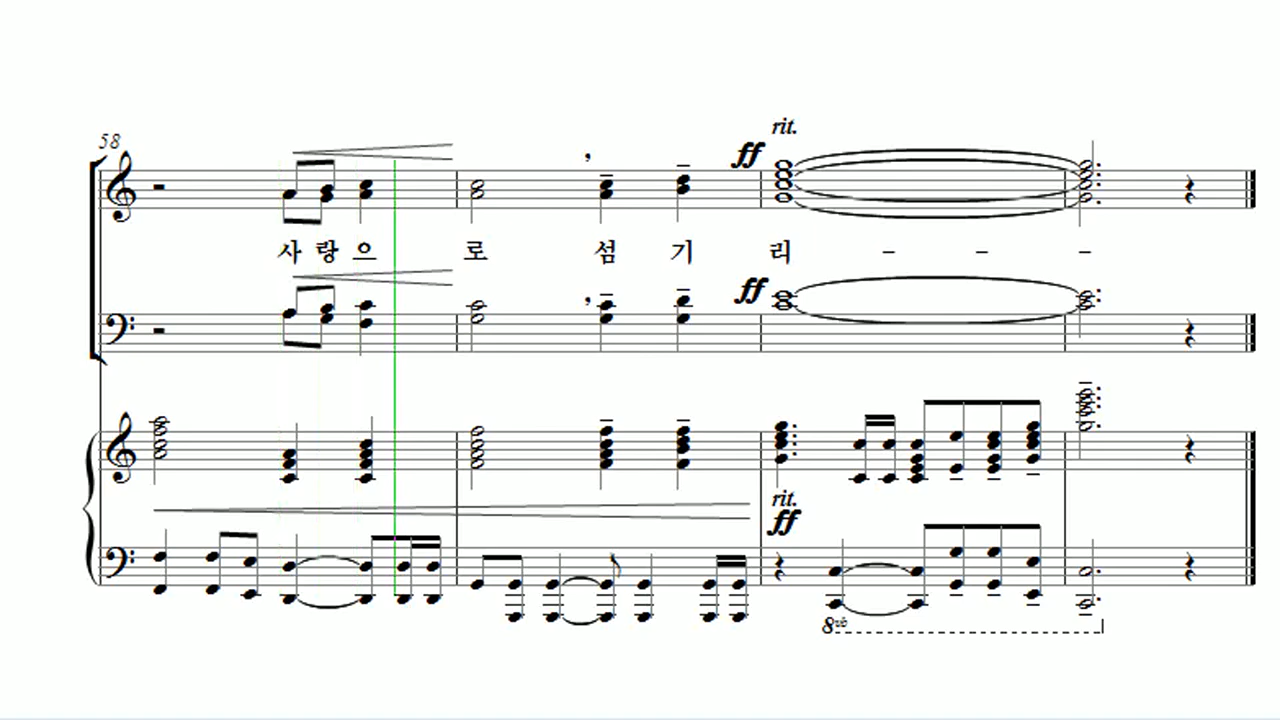 58
rit.
ff
사 랑 으 로 섬 기 리 - - -
ff
rit.
ff
8vb